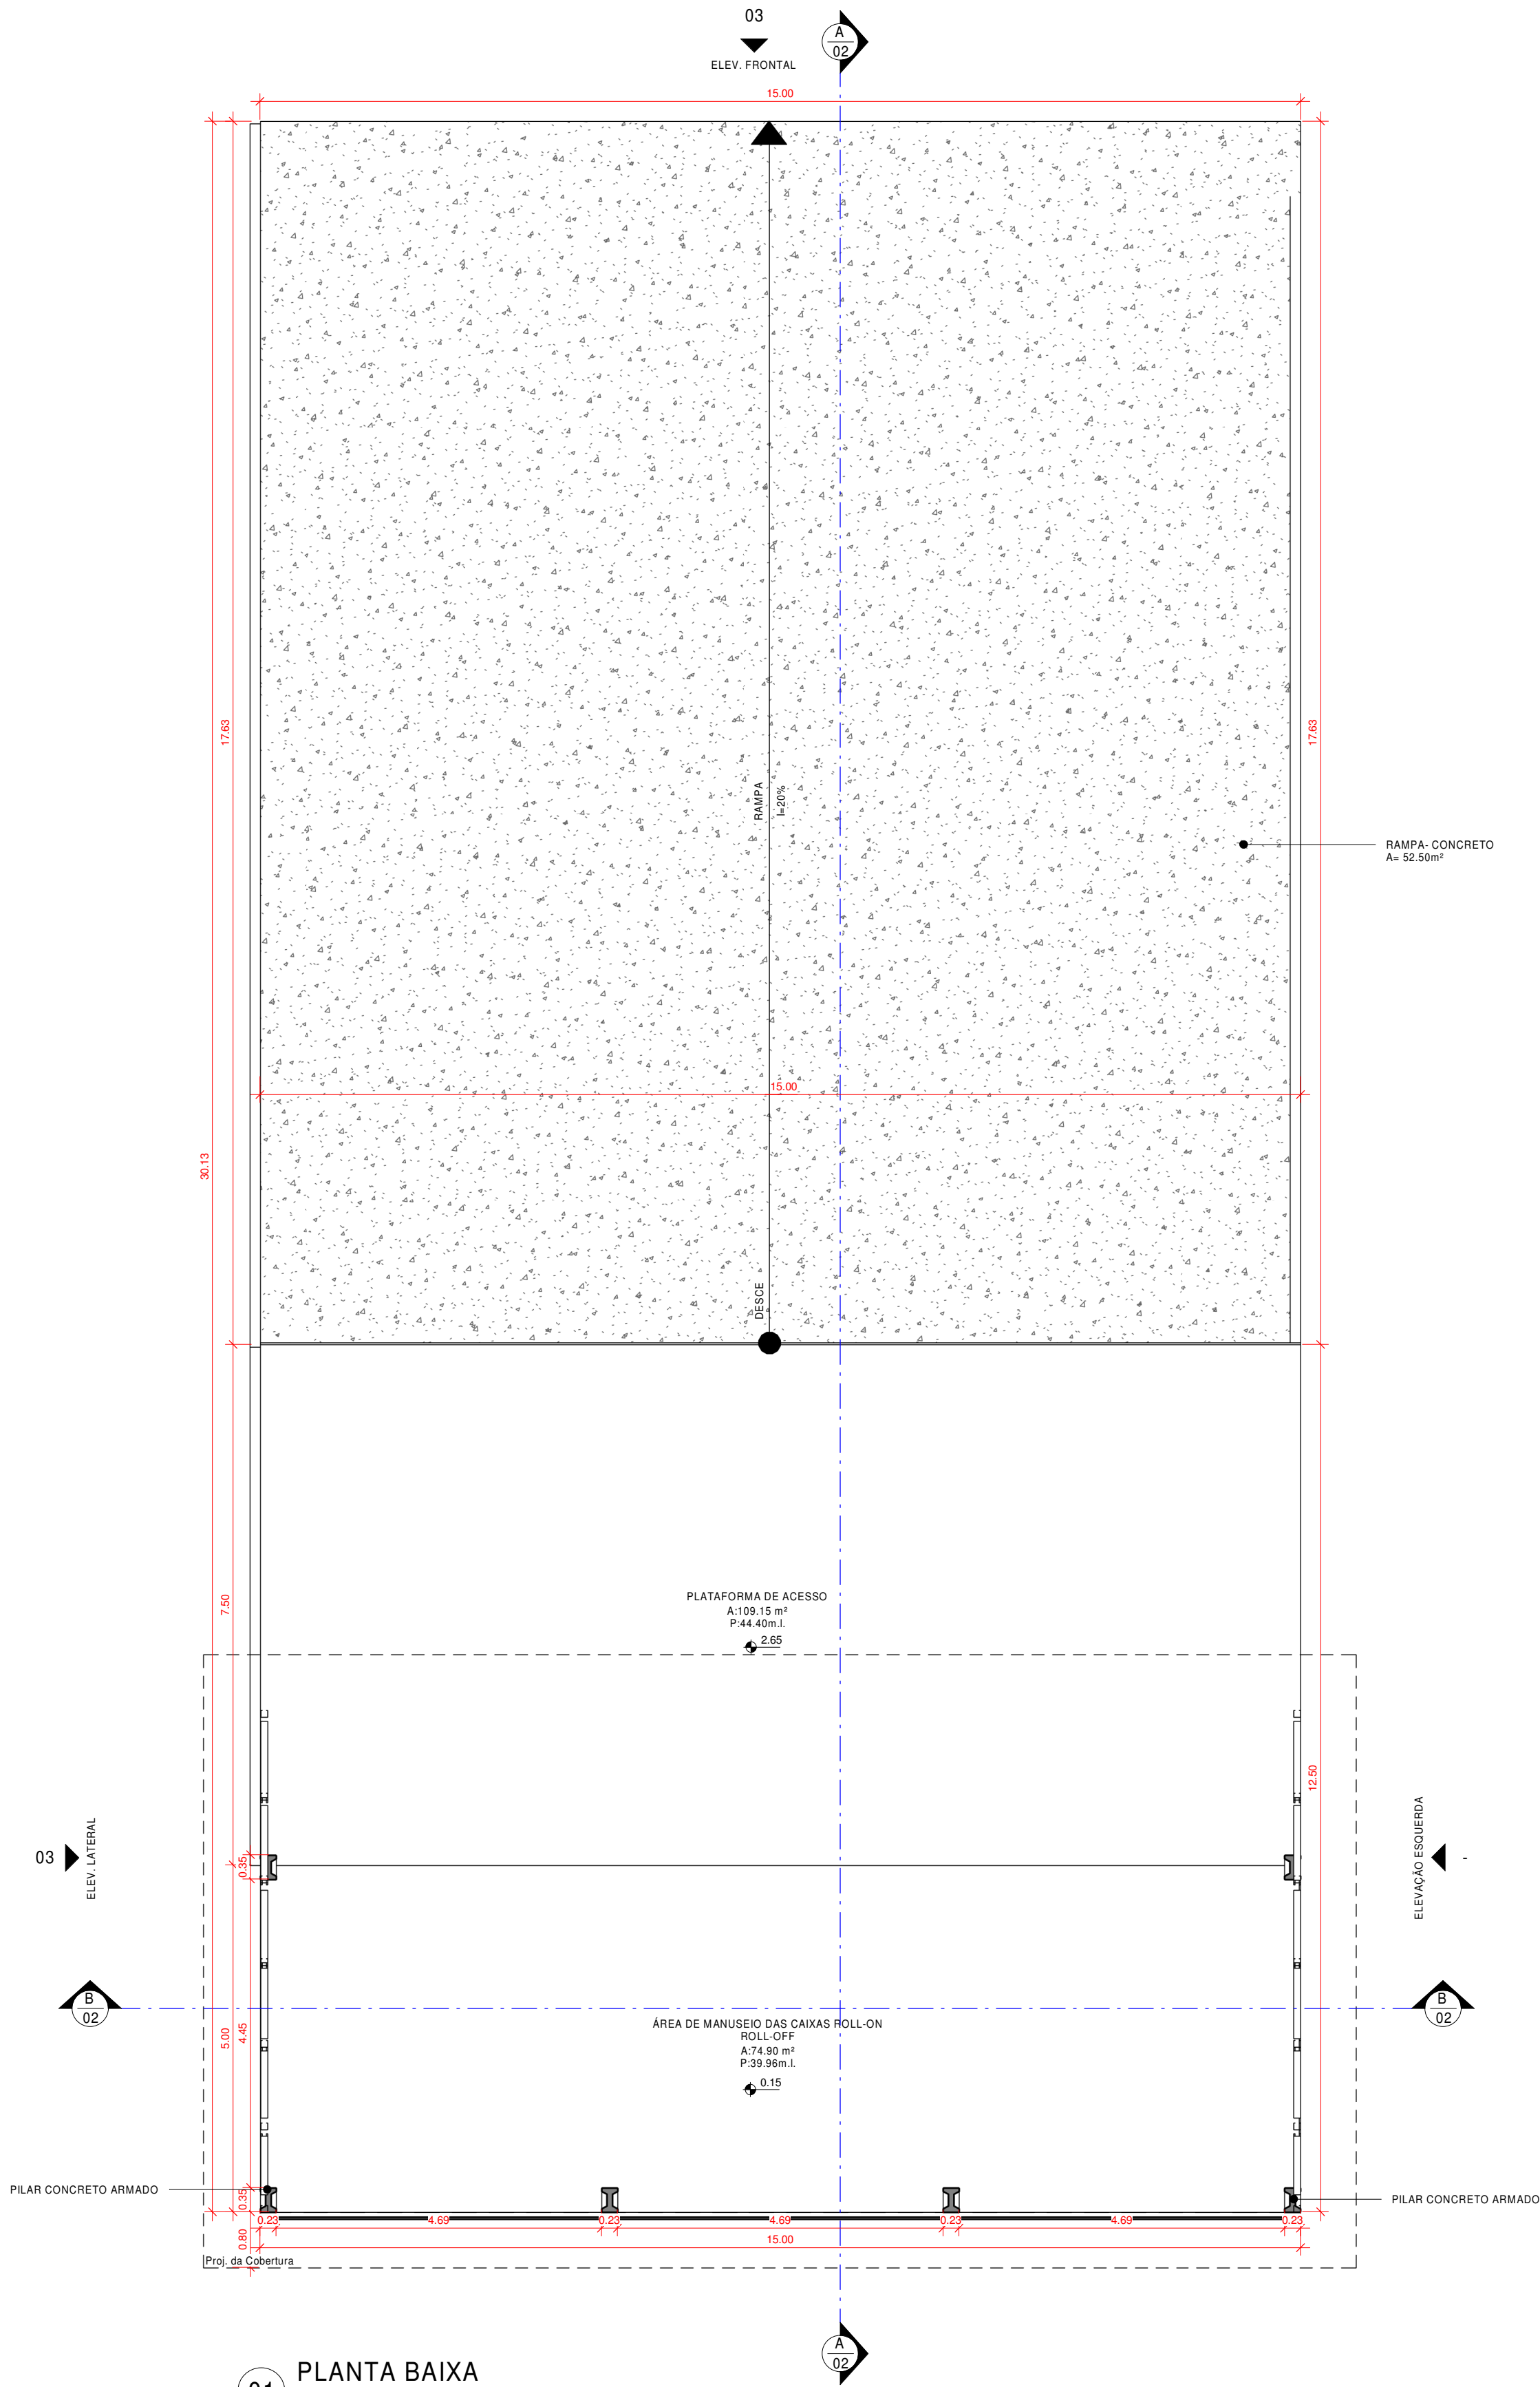 03
A
02
ELEV. FRONTAL
15.00
17.63
17.63
RAMPA
I=20%
RAMPA- CONCRETO
A= 52.50m²
15.00
30.13
DESCE
7.50
PLATAFORMA DE ACESSO
A:109.15 m²
P:44.40m.l.
2.65
12.50
03
ELEV. LATERAL
0.35
ELEVAÇÃO ESQUERDA
-
B
02
B
02
5.00
4.45
ÁREA DE MANUSEIO DAS CAIXAS ROLL-ON
ROLL-OFF
A:74.90 m²
P:39.96m.l.
0.15
PILAR CONCRETO ARMADO
0.35
PILAR CONCRETO ARMADO
0.23
4.69
0.23
4.69
0.23
4.69
0.23
0.80
15.00
Proj. da Cobertura
A
02
PLANTA BAIXA
01